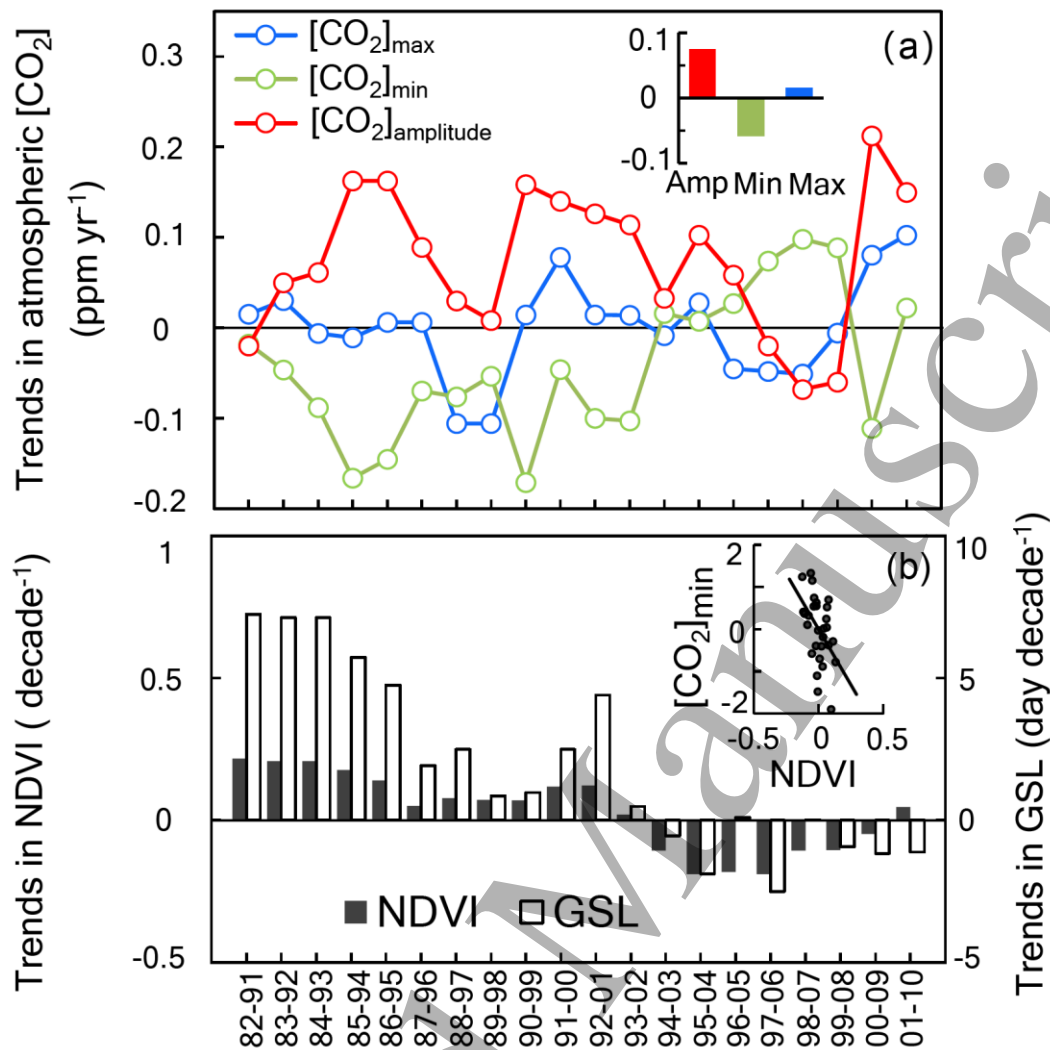 Trends in atmospheric [CO₂]
(ppm yr⁻¹)
0.3
0.2
0.1
0
-0.1
-0.2
[CO₂]max
[CO₂]min
[CO₂]amplitude
(a)
0.1
0
-0.1
Amp Min Max
Trends in NDVI ( decade⁻¹)
1
0.5
0
-0.5
(b)
[CO₂]min
2
0
-2
-0.5 0 0.5
NDVI
NDVI GSL
Trends in GSL (day decade⁻¹)
10
5
0
-5
82-91
83-92
84-93
85-94
86-95
87-96
88-97
89-98
90-99
91-00
92-01
93-02
94-03
95-04
96-05
97-06
98-07
99-08
00-09
01-10
d Manuscri